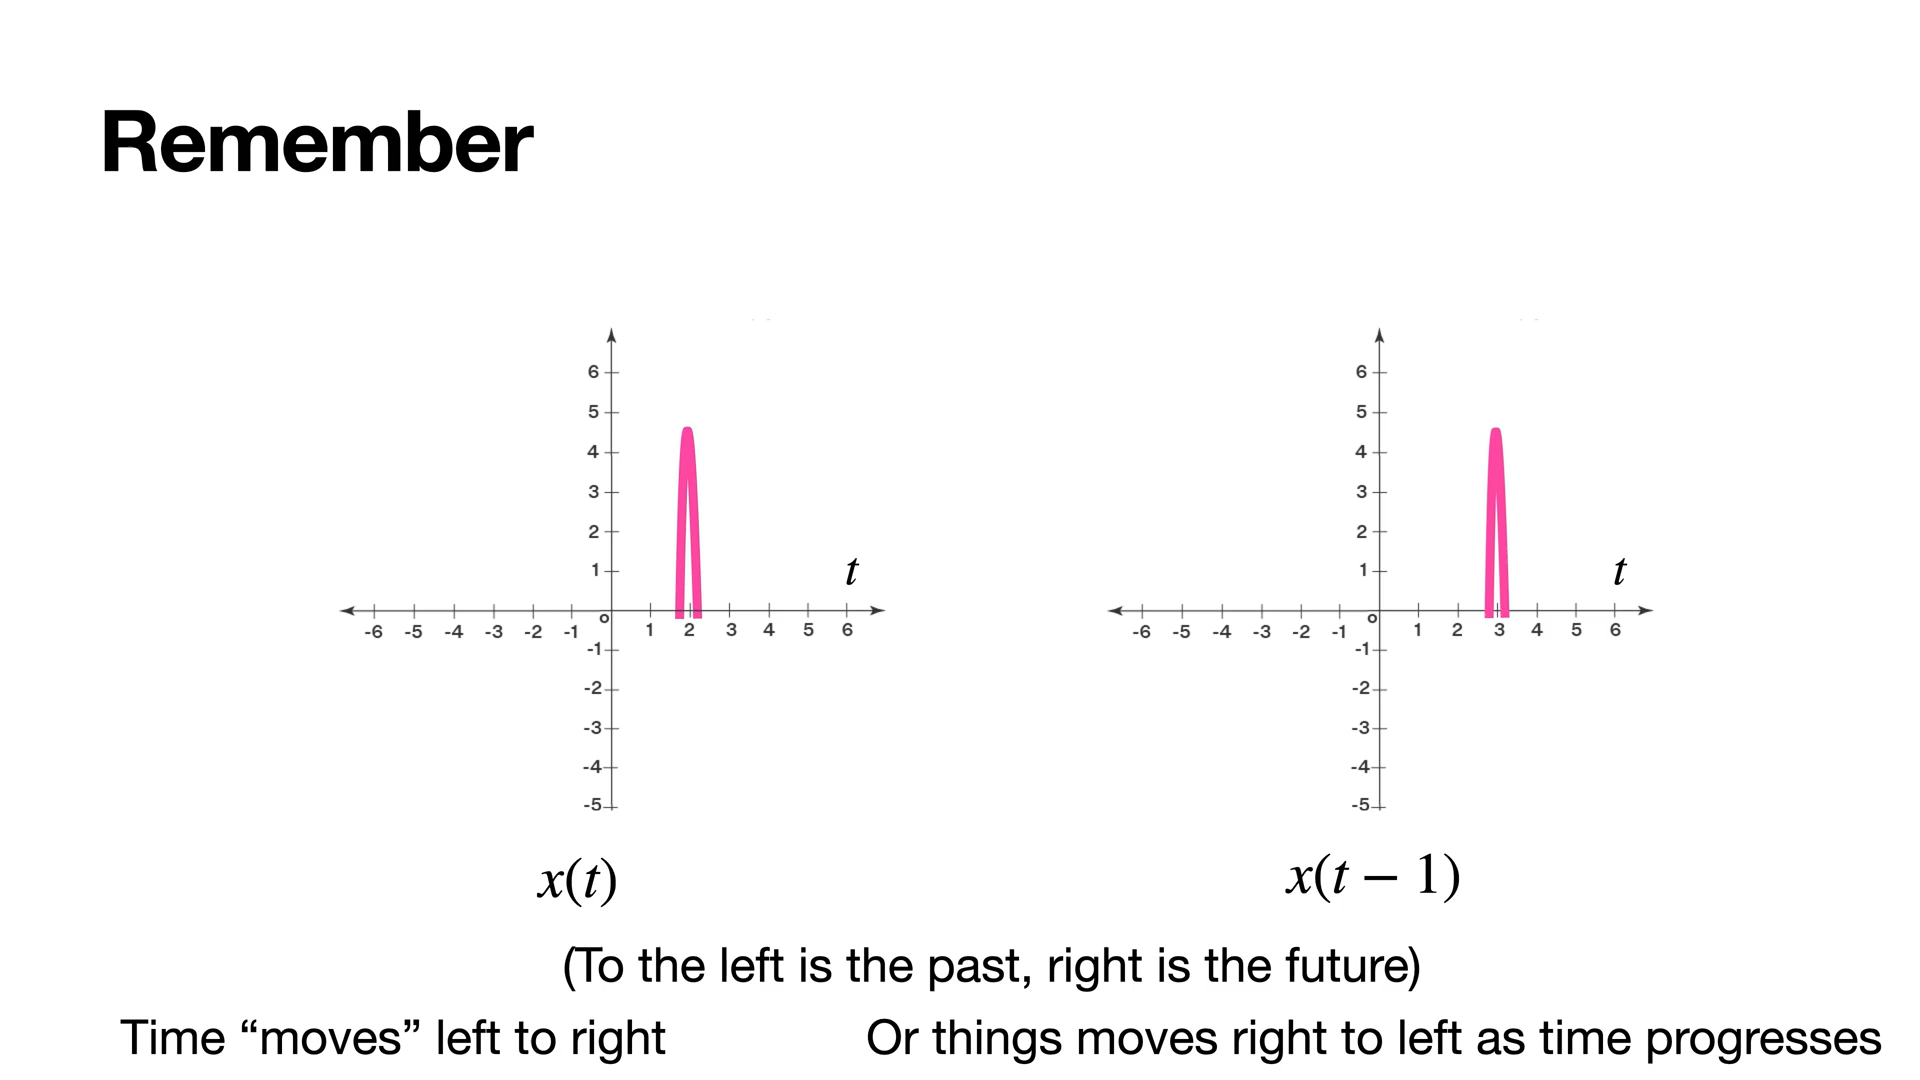 Remember
6
5
4
3
2
1
t
-6 -5 -4 -3 -2 -1 o 1 2 3 4 5 6
-1
-2
-3
-4
-5
x(t)
6
5
4
3
2
1
t
-6 -5 -4 -3 -2 -1 o 1 2 3 4 5 6
-1
-2
-3
-4
-5
x(t − 1)
(To the left is the past, right is the future)
Time “moves” left to right
Or things moves right to left as time progresses